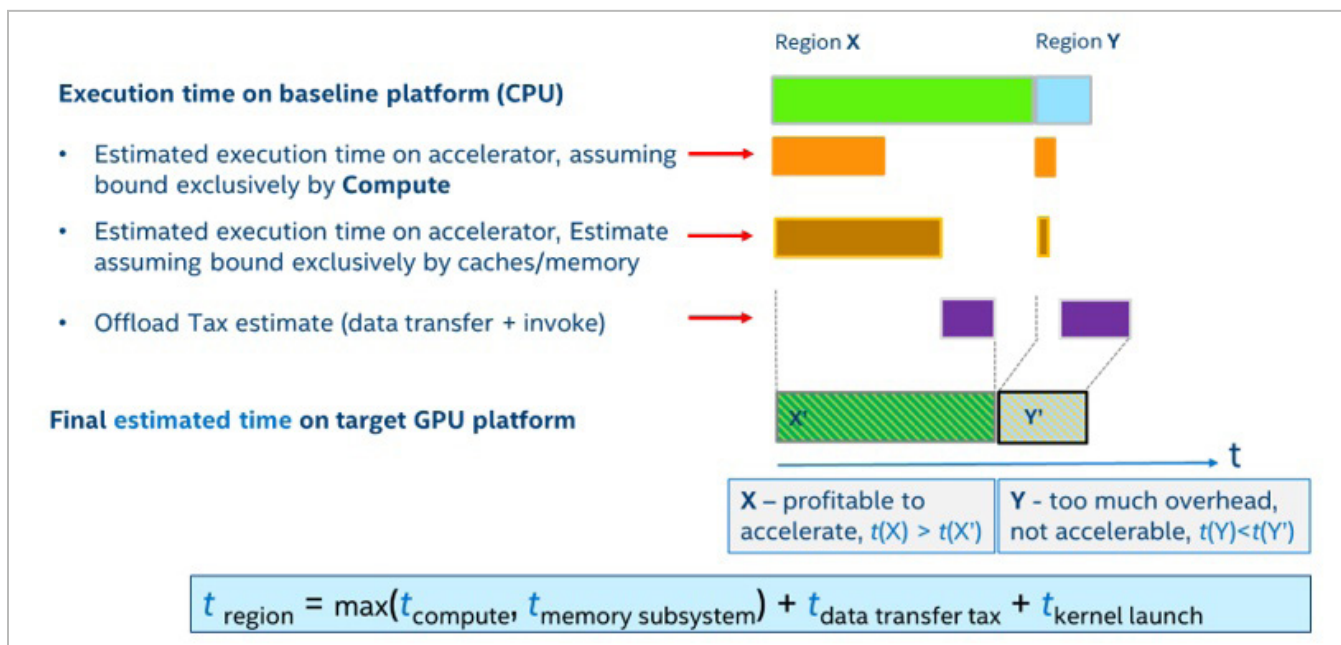 Region X
Region Y
Execution time on baseline platform (CPU)
• Estimated execution time on accelerator, assuming
bound exclusively by Compute
• Estimated execution time on accelerator, Estimate
assuming bound exclusively by caches/memory
• Offload Tax estimate (data transfer + invoke)
Final estimated time on target GPU platform
X'
Y'
t
X – profitable to
accelerate, t(X) > t(X')
Y - too much overhead,
not accelerable, t(Y)<t(Y')
t region = max(t compute, t memory subsystem) + t data transfer tax + t kernel launch